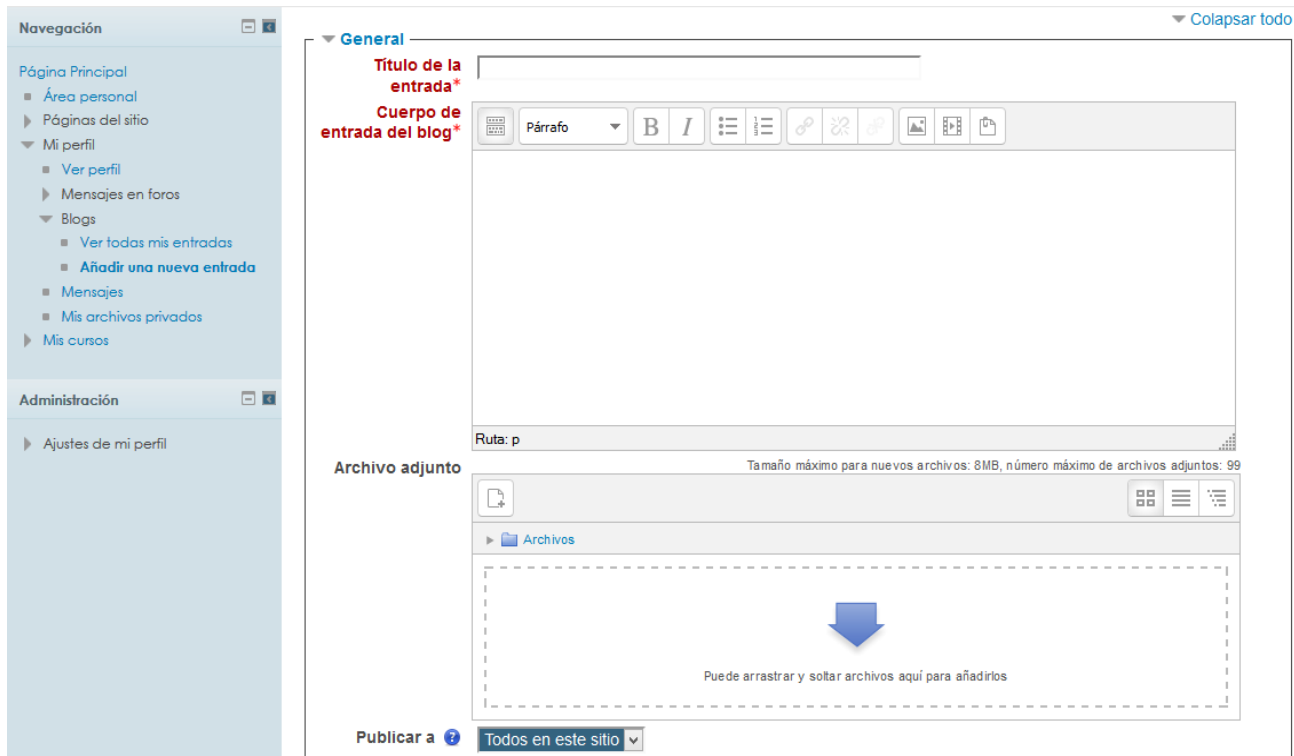 Navegación
Página Principal
Área personal
Páginas del sitio
Mi perfil
Ver perfil
Mensajes en foros
Blogs
Ver todas mis entradas
Añadir una nueva entrada
Mensajes
Mis archivos privados
Mis cursos
Administración
Ajustes de mi perfil
Colapsar todo
General
Título de la
entrada*
Cuerpo de
entrada del blog*
Párrafo
B I
Ruta: p
Archivo adjunto
Tamaño máximo para nuevos archivos: 8MB, número máximo de archivos adjuntos: 99
Archivos
Puede arrastrar y soltar archivos aquí para añadirlos
Publicar a ?
Todos en este sitio